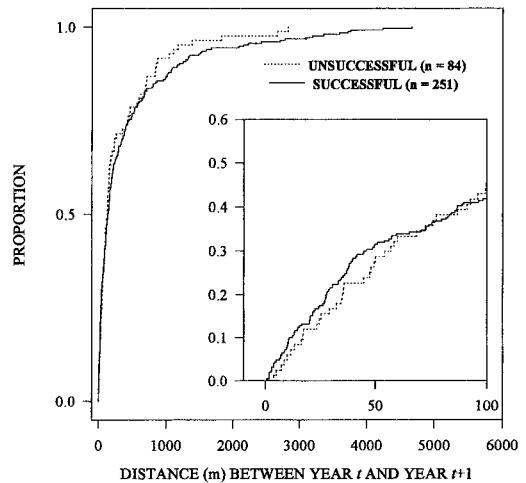 1.0
0.5
0.0
PROPORTION
UNSUCCESSFUL (n = 84)
SUCCESSFUL (n = 251)
0.6
0.5
0.4
0.3
0.2
0.1
0.0
0 50 100
0 1000 2000 3000 4000 5000 6000
DISTANCE (m) BETWEEN YEAR t AND YEAR t+1